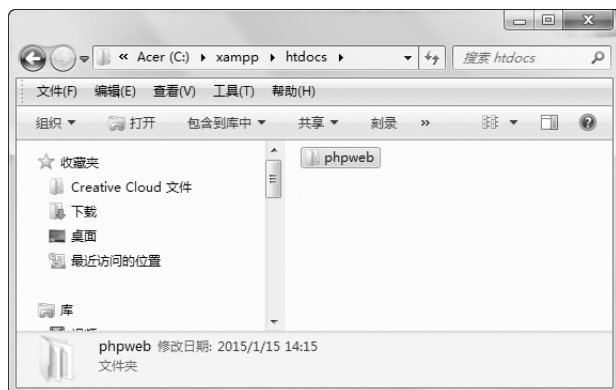 « Acer (C:) ▸ xampp ▸ htdocs ▸ 搜索 htdocs
文件(F) 编辑(E) 查看(V) 工具(T) 帮助(H)
组织 ▼ 打开 包含到库中 ▼ 共享 ▼ 刻录 »
收藏夹
phpweb
Creative Cloud 文件
下载
桌面
最近访问的位置
库
phpweb 修改日期: 2015/1/15 14:15
文件夹